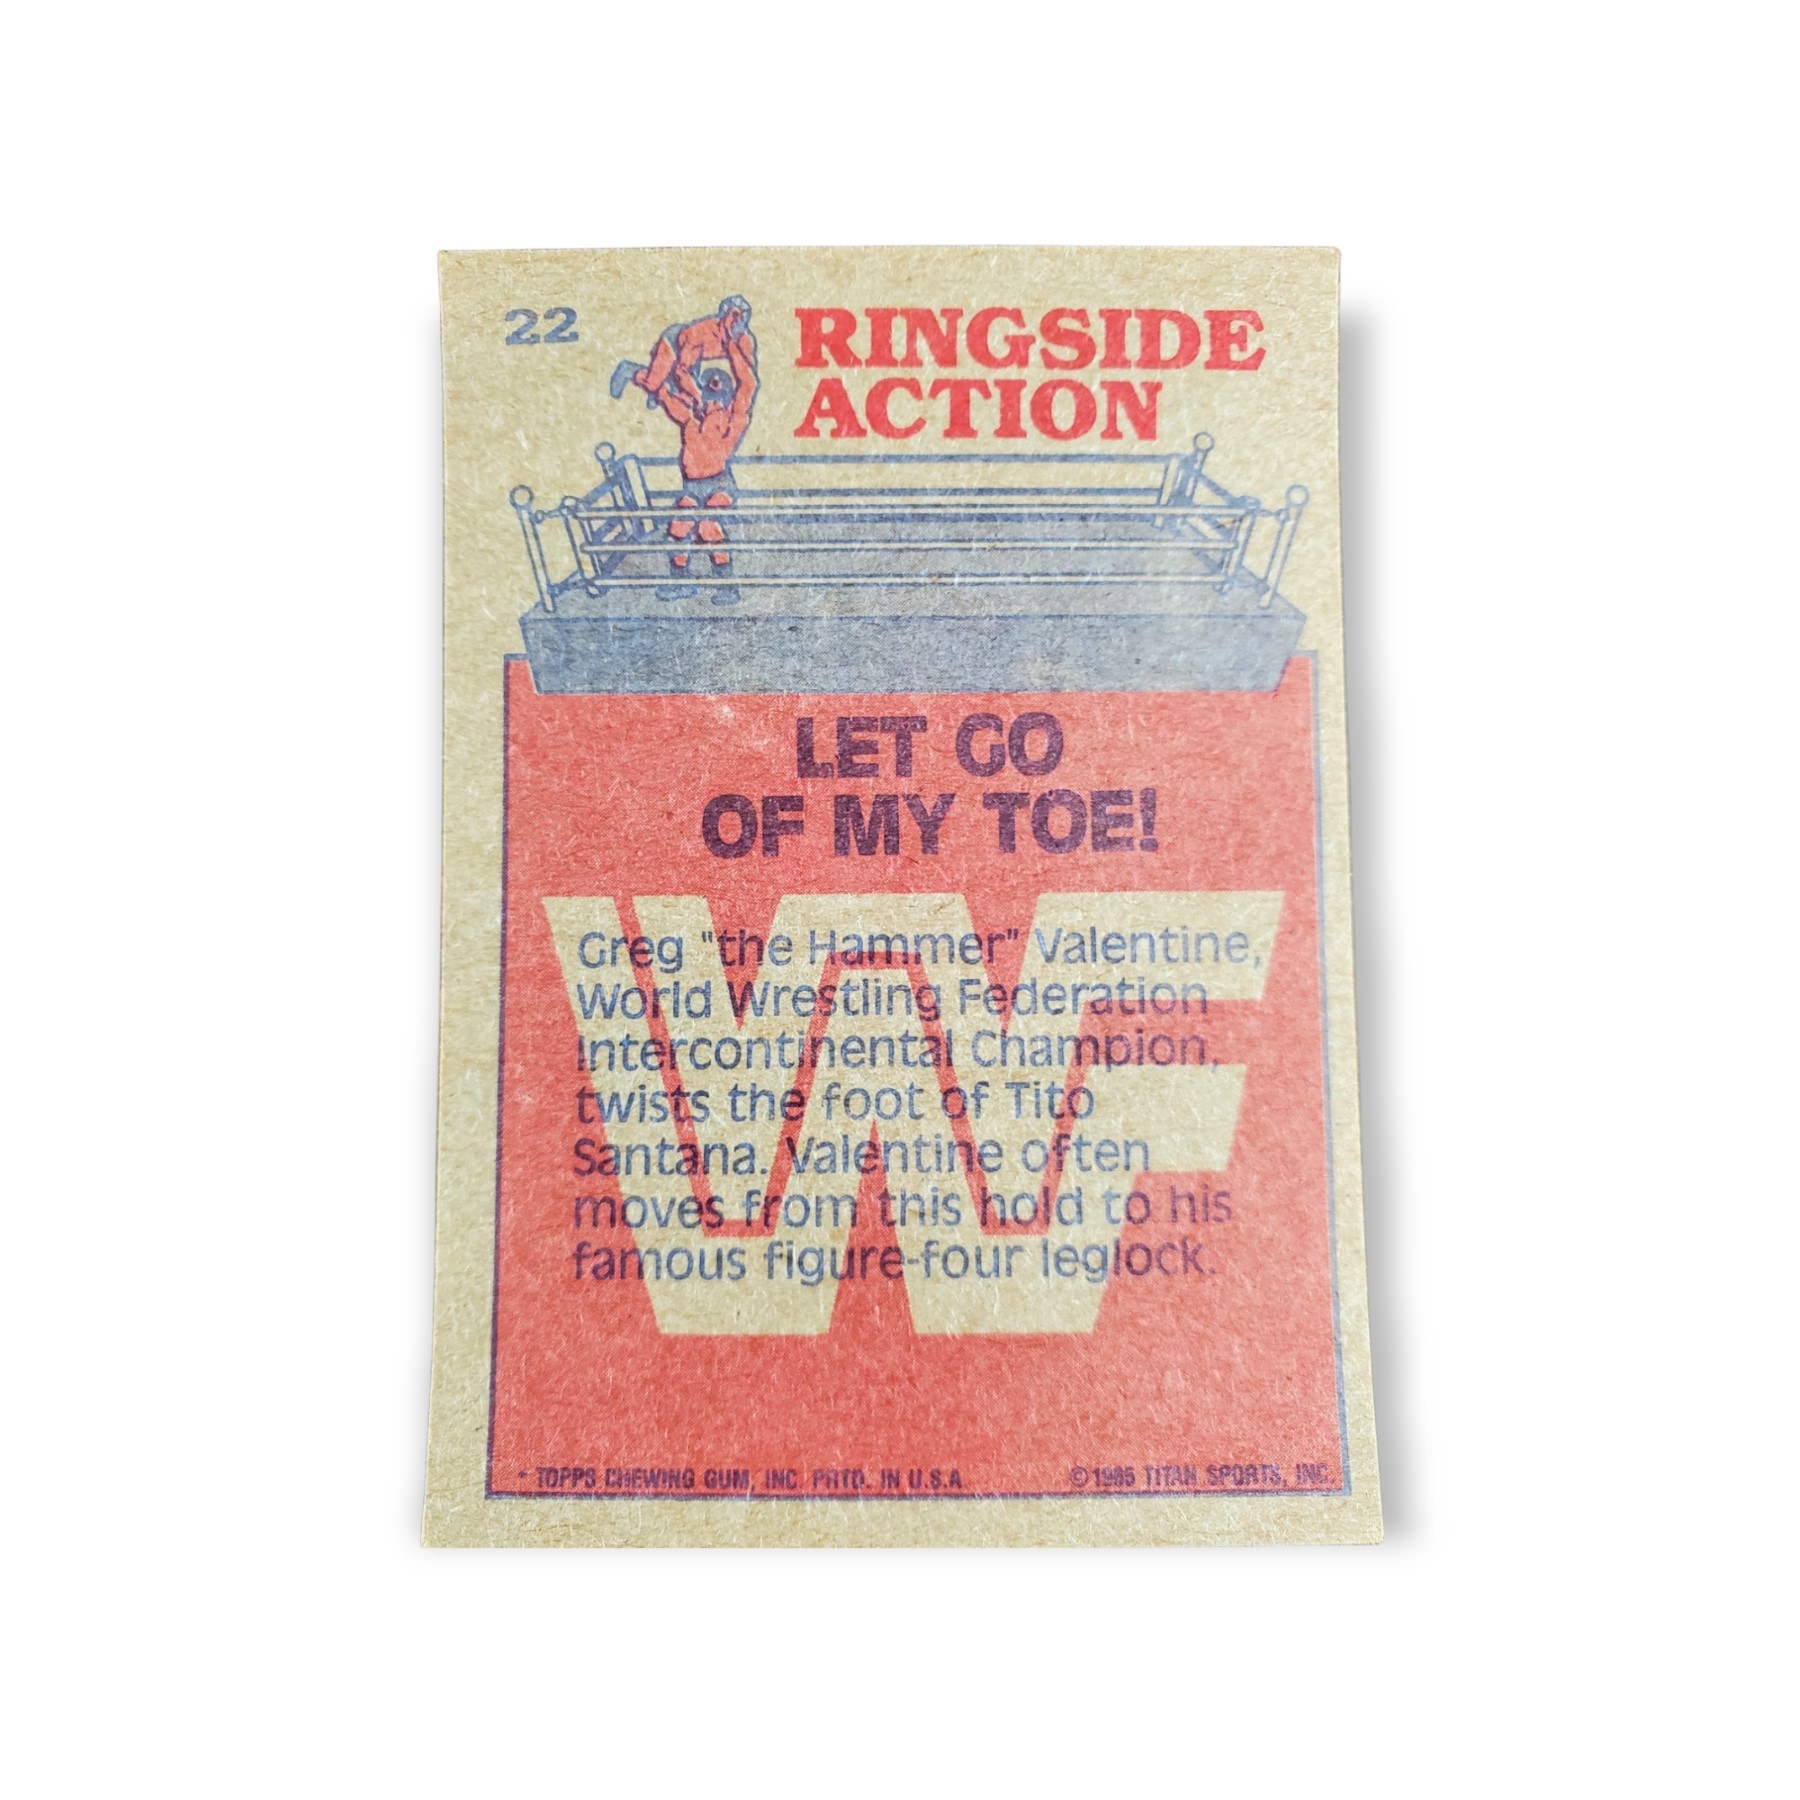 22
RINGSIDE
ACTION
LET GO
OF MY TOE!
WF
Greg "the Hammer" Valentine,
World Wrestling Federation
Intercontinental Champion,
twists the foot of Tito
Santana. Valentine often
moves from this hold to his
famous figure-four leglock.
* TOPPS CHEWING GUM, INC. PRTD. IN U.S.A.
© 1985 TITAN SPORTS, INC.